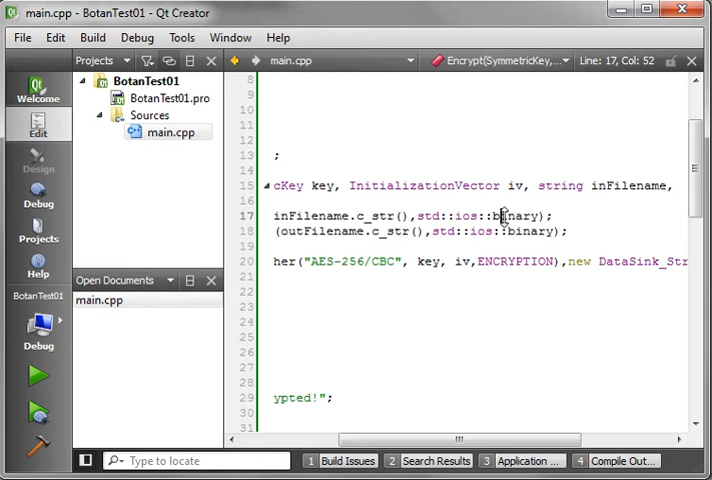 main.cpp - BotanTest01 - Qt Creator
File Edit Build Debug Tools Window Help
Projects
main.cpp
Encrypt(SymmetricKey,...
Line: 17, Col: 52
Welcome
Edit
Design
Debug
Projects
Help
BotanTest01
Debug
BotanTest01
BotanTest01.pro
Sources
main.cpp
Open Documents
main.cpp
8
9
10
11
12
13 ;
14
15 cKey key, InitializationVector iv, string inFilename,
16
17 inFilename.c_str(),std::ios::binary);
18 (outFilename.c_str(),std::ios::binary);
19
20 her("AES-256/CBC", key, iv,ENCRYPTION),new DataSink_Str
21
22
23
24
25
26
27
28
29 ypted!";
30
31
Type to locate
1 Build Issues
2 Search Results
3 Application ...
4 Compile Out...